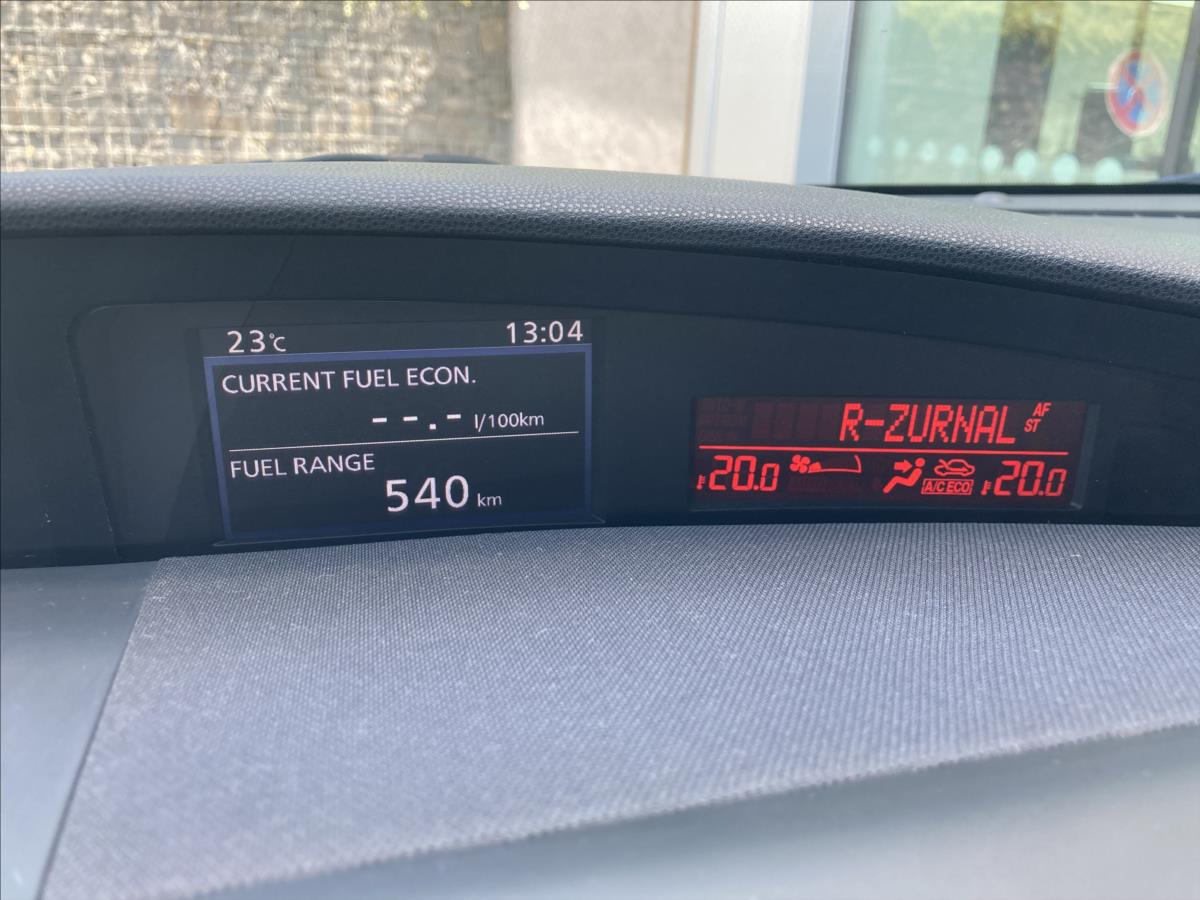 23°C 13:04
CURRENT FUEL ECON.
--.- l/100km
FUEL RANGE
540 km
R-ZURNAL AF
ST
20.0 A/C ECO 20.0